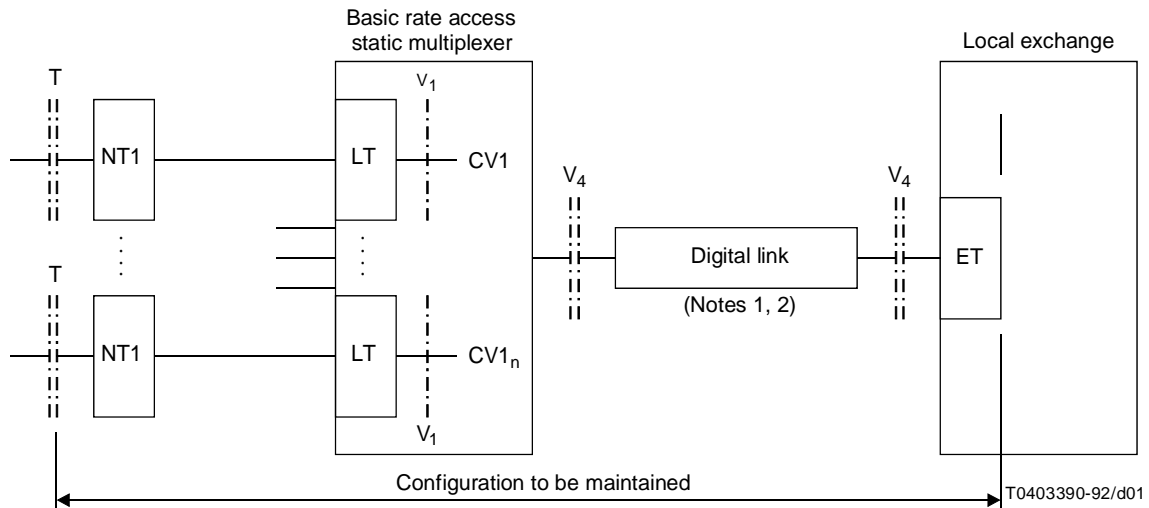 Basic rate access
static multiplexer
Local exchange
T
V1
NT1
LT
CV1
V4
V4
Digital link
(Notes 1, 2)
ET
T
NT1
LT
CV1n
V1
Configuration to be maintained
T0403390-92/d01